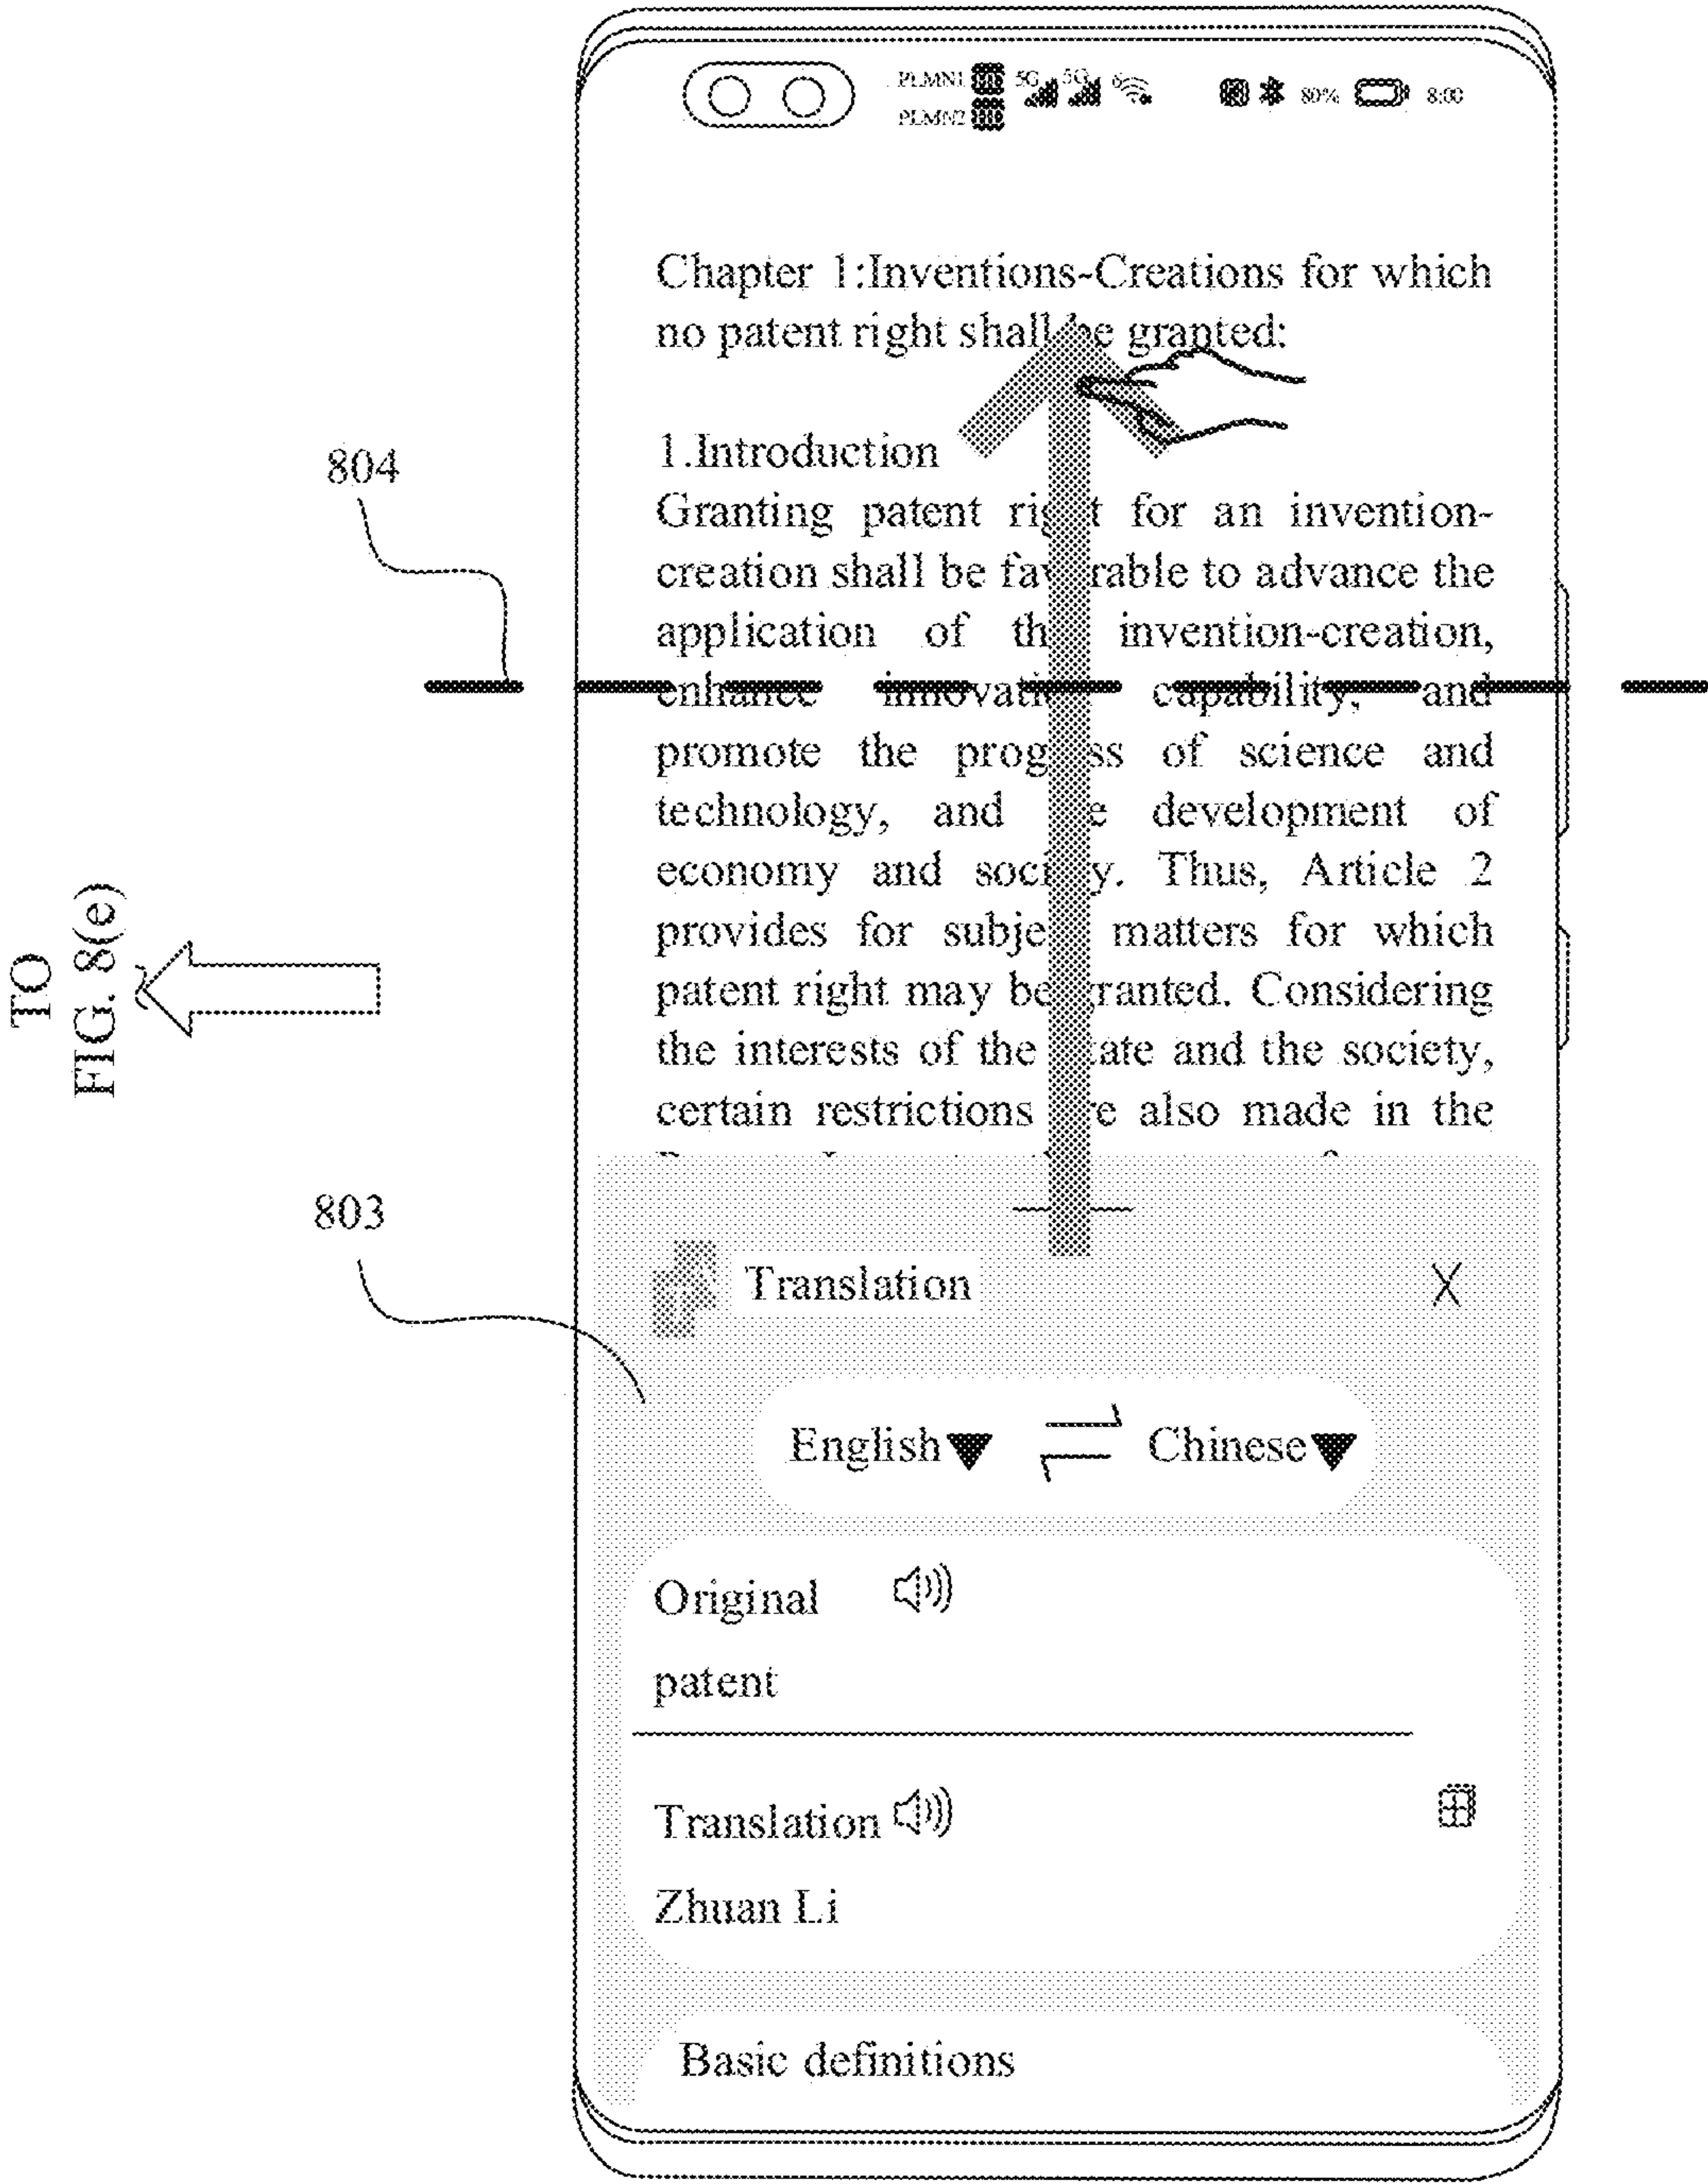 PLMN1 5G 5G 6 80% 8:00
PLMN2
Chapter 1:Inventions-Creations for which
no patent right shall be granted:
1.Introduction
804
Granting patent right for an invention-
creation shall be favorable to advance the
application of the invention-creation,
enhance innovation capability, and
promote the progress of science and
technology, and the development of
economy and society. Thus, Article 2
provides for subject matters for which
patent right may be granted. Considering
the interests of the state and the society,
certain restrictions are also made in the
TO
FIG. 8(e)
803
Translation X
English Chinese
Original
patent
Translation
Zhuan Li
Basic definitions